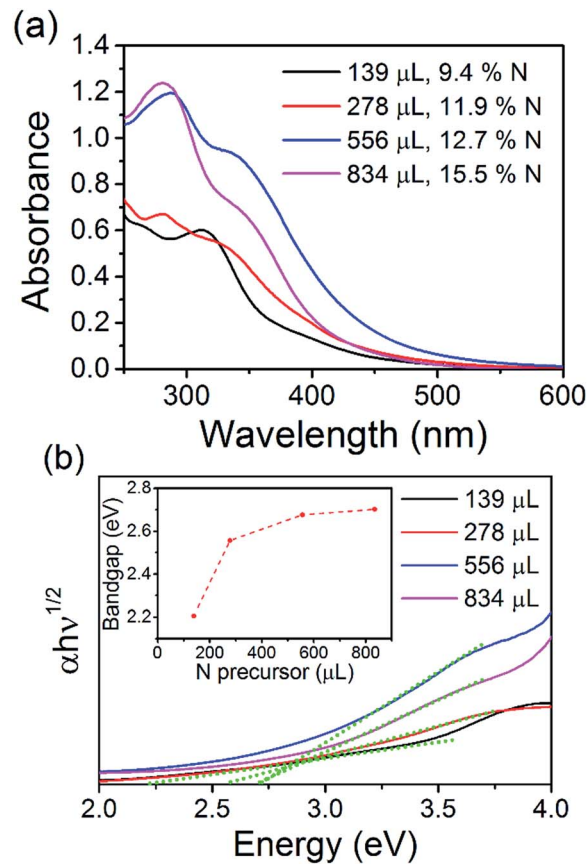 (a)
1.4
1.2
1.0
0.8
0.6
0.4
0.2
0.0
Absorbance
139 μL, 9.4 % N
278 μL, 11.9 % N
556 μL, 12.7 % N
834 μL, 15.5 % N
300 400 500 600
Wavelength (nm)
(b)
αhν1/2
2.8
2.6
2.4
2.2
Bandgap (eV)
0 200 400 600 800
N precursor (μL)
139 μL
278 μL
556 μL
834 μL
2.0 2.5 3.0 3.5 4.0
Energy (eV)